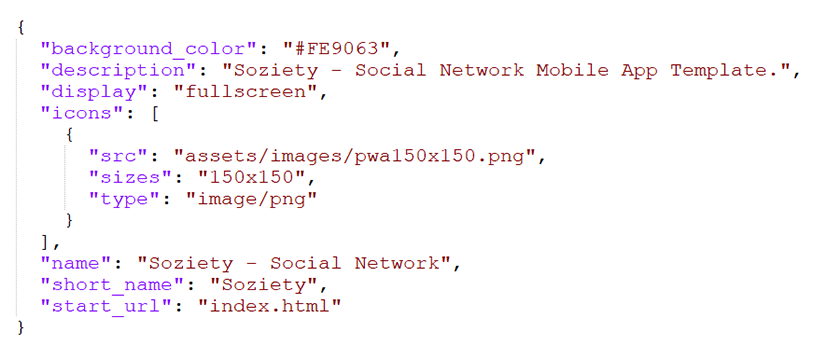 {
"background_color": "#FE9063",
"description": "Soziety - Social Network Mobile App Template.",
"display": "fullscreen",
"icons": [
{
"src": "assets/images/pwa150x150.png",
"sizes": "150x150",
"type": "image/png"
}
],
"name": "Soziety - Social Network",
"short_name": "Soziety",
"start_url": "index.html"
}